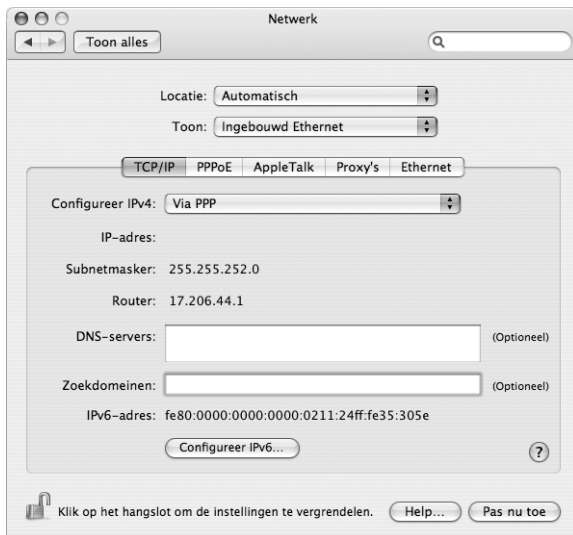 Netwerk
Toon alles
Locatie: Automatisch
Toon: Ingebouwd Ethernet
TCP/IP PPPoE AppleTalk Proxy's Ethernet
Configureer IPv4: Via PPP
IP-adres:
Subnetmasker: 255.255.252.0
Router: 17.206.44.1
DNS-servers: (Optioneel)
Zoekdomeinen: (Optioneel)
IPv6-adres: fe80:0000:0000:0000:0211:24ff:fe35:305e
Configureer IPv6... ?
Klik op het hangslot om de instellingen te vergrendelen. Help... Pas nu toe